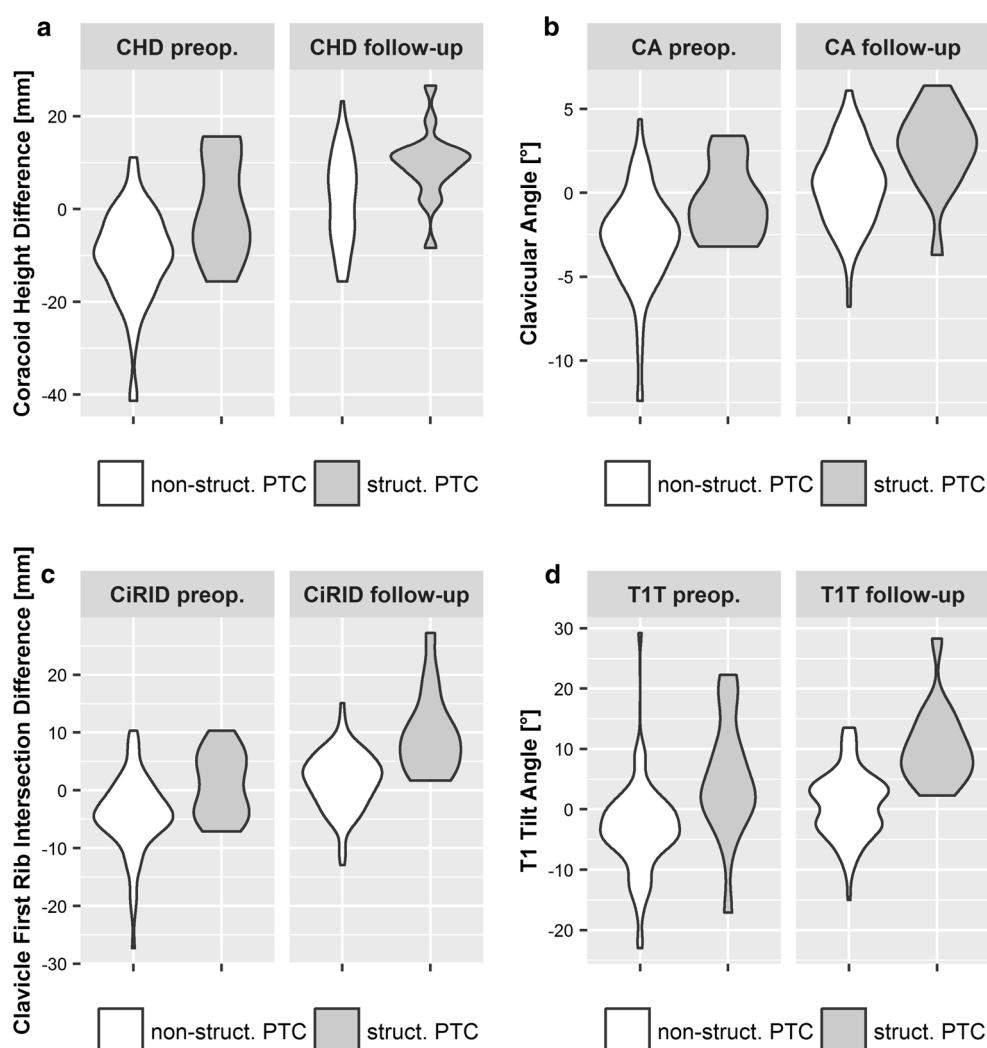 a
CHD preop.
CHD follow-up
Coracoid Height Difference [mm]
20
0
-20
-40
non-struct. PTC
struct. PTC
b
CA preop.
CA follow-up
Clavicular Angle [°]
5
0
-5
-10
non-struct. PTC
struct. PTC
c
CiRID preop.
CiRID follow-up
Clavicle First Rib Intersection Difference [mm]
20
10
0
-10
-20
-30
non-struct. PTC
struct. PTC
d
T1T preop.
T1T follow-up
T1 Tilt Angle [°]
30
20
10
0
-10
-20
non-struct. PTC
struct. PTC